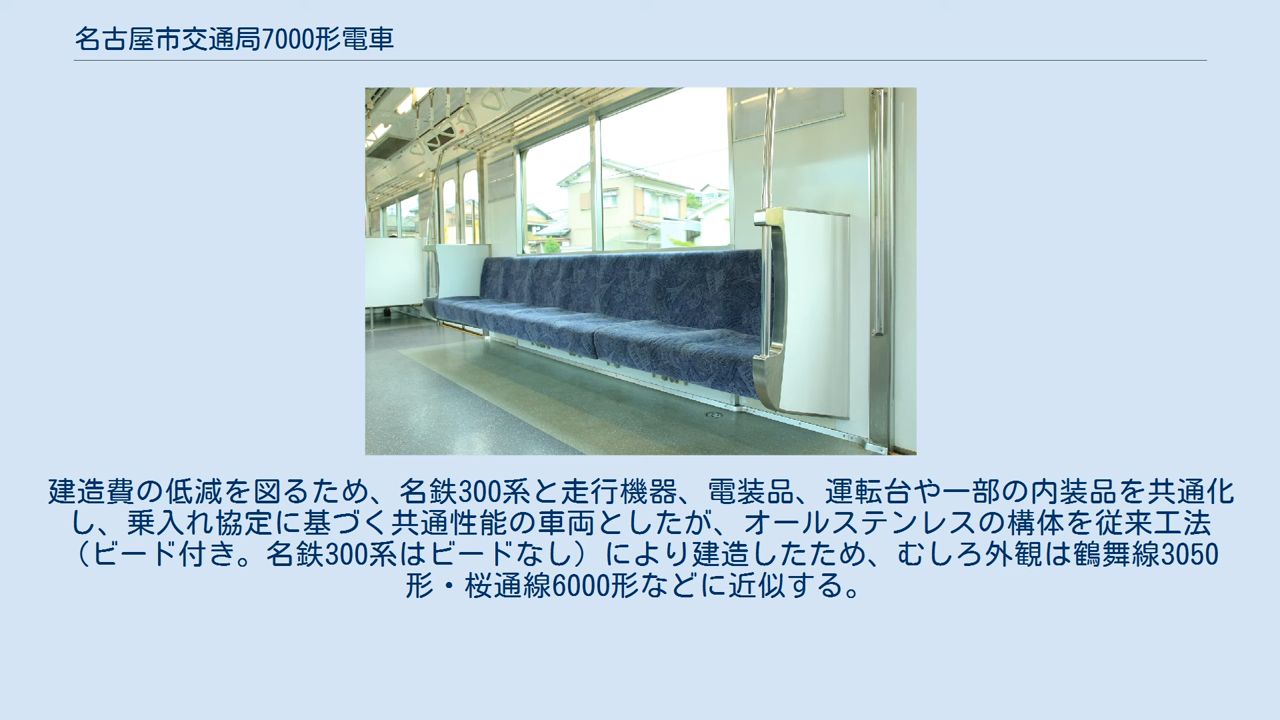 名古屋市交通局7000形電車
建造費の低減を図るため、名鉄300系と走行機器、電装品、運転台や一部の内装品を共通化
し、乗入れ協定に基づく共通性能の車両としたが、オールステンレスの構体を従来工法
（ビード付き。名鉄300系はビードなし）により建造したため、むしろ外観は鶴舞線3050
形・桜通線6000形などに近似する。